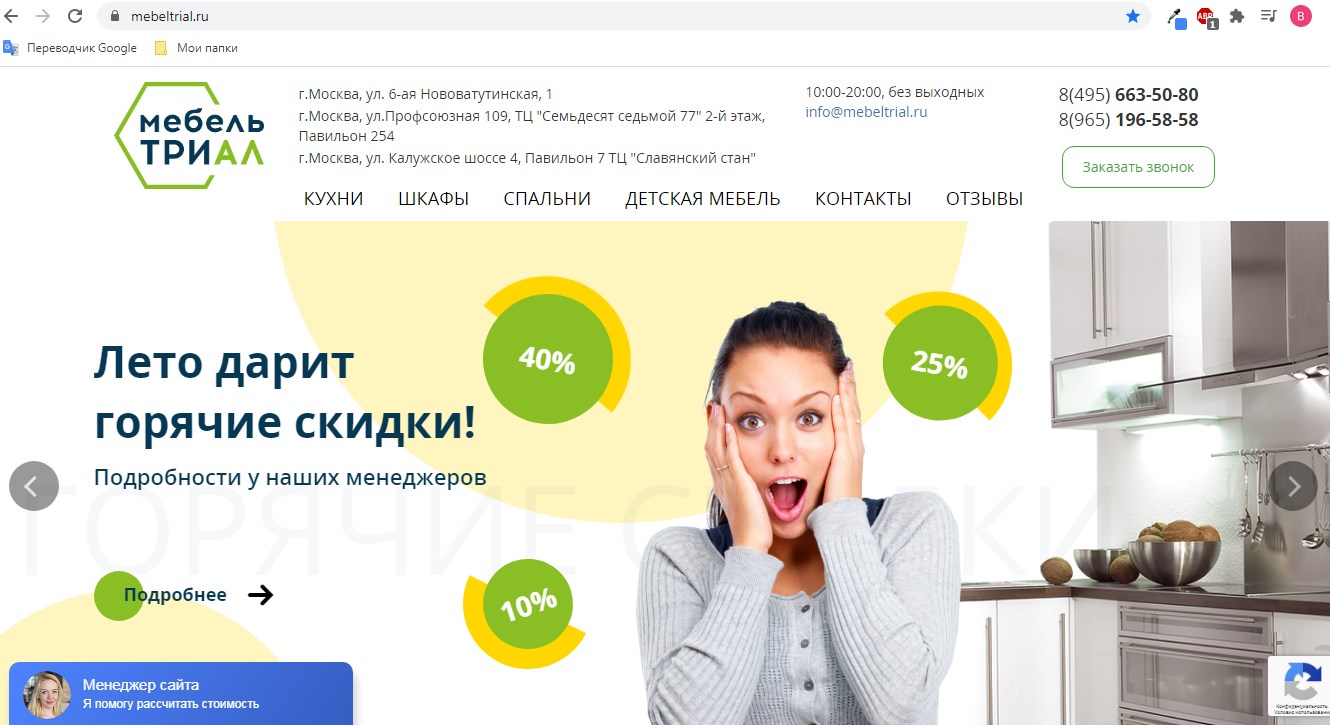 mebeltrial.ru
ABP
1
B
Переводчик Google
Мои папки
мебель
ТРИАЛ
г.Москва, ул. 6-ая Нововатутинская, 1
г.Москва, ул.Профсоюзная 109, ТЦ "Семьдесят седьмой 77" 2-й этаж,
Павильон 254
г.Москва, ул. Калужское шоссе 4, Павильон 7 ТЦ "Славянский стан"
10:00-20:00, без выходных
info@mebeltrial.ru
8(495) 663-50-80
8(965) 196-58-58
Заказать звонок
КУХНИ ШКАФЫ СПАЛЬНИ ДЕТСКАЯ МЕБЕЛЬ КОНТАКТЫ ОТЗЫВЫ
40%
25%
Лето дарит
горячие скидки!
Подробности у наших менеджеров
ГОРЯЧИЕ СКИДКИ
Подробнее
10%
Менеджер сайта
Я помогу рассчитать стоимость
Конфиденциальность
Условия использования